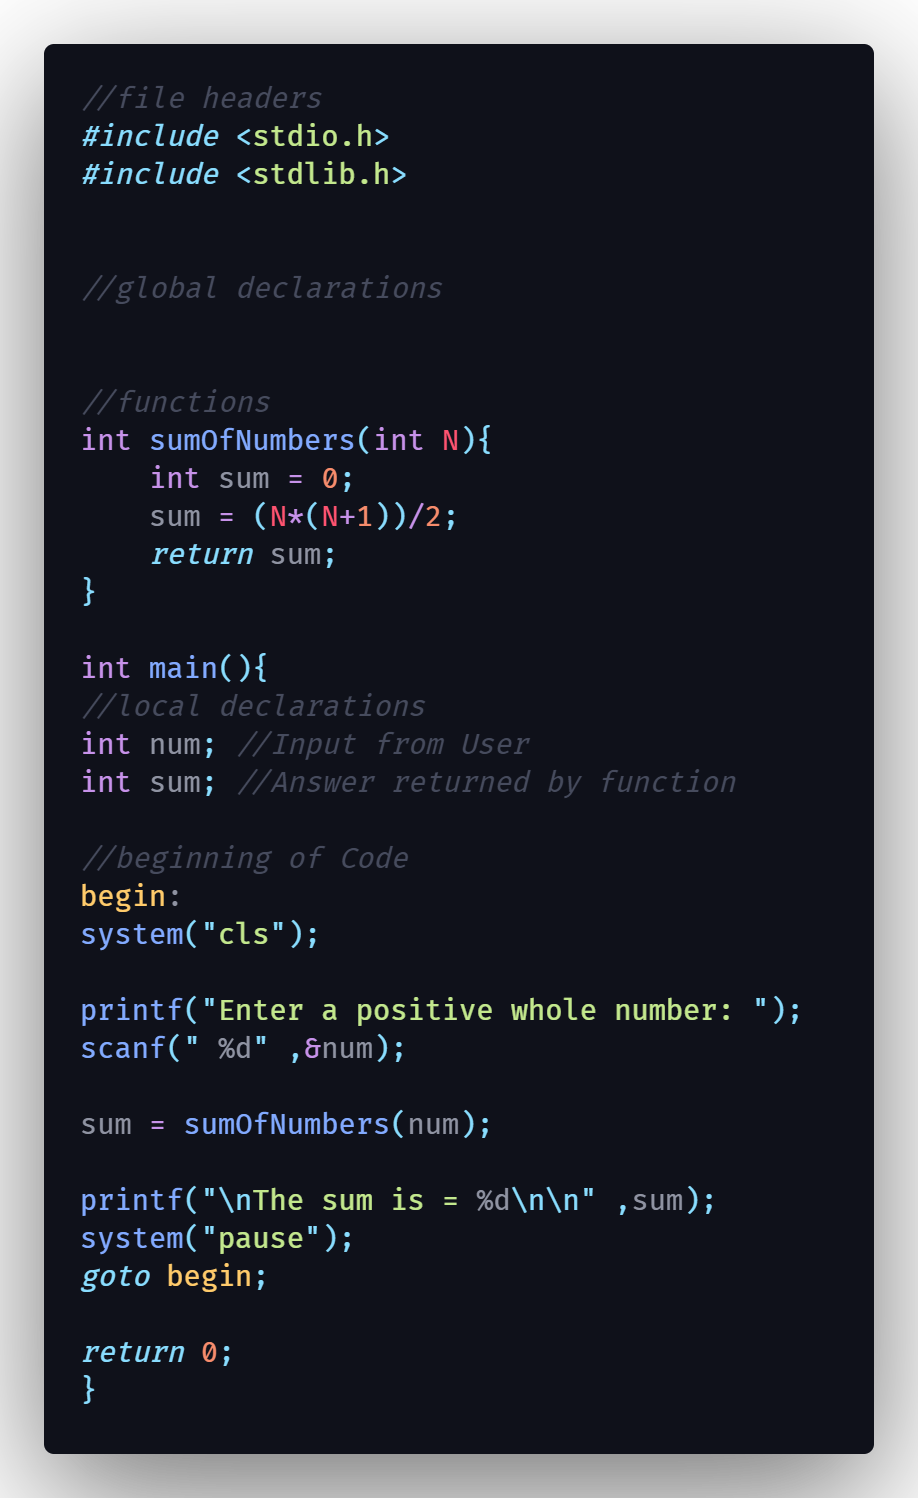 //file headers
#include <stdio.h>
#include <stdlib.h>
//global declarations
//functions
int sumOfNumbers(int N){
    int sum = 0;
    sum = (N*(N+1))/2;
    return sum;
}
int main(){
//local declarations
int num; //Input from User
int sum; //Answer returned by function
//beginning of Code
begin:
system("cls");
printf("Enter a positive whole number: ");
scanf(" %d" ,&num);
sum = sumOfNumbers(num);
printf("\nThe sum is = %d\n\n" ,sum);
system("pause");
goto begin;
return 0;
}